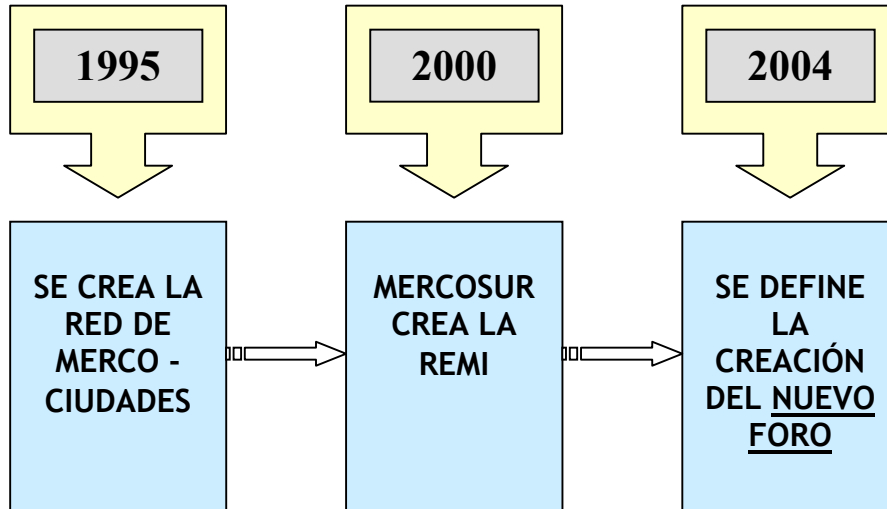 1995
2000
2004
SE CREA LA
RED DE
MERCO -
CIUDADES
MERCOSUR
CREA LA
REMI
SE DEFINE
LA
CREACIÓN
DEL NUEVO
FORO